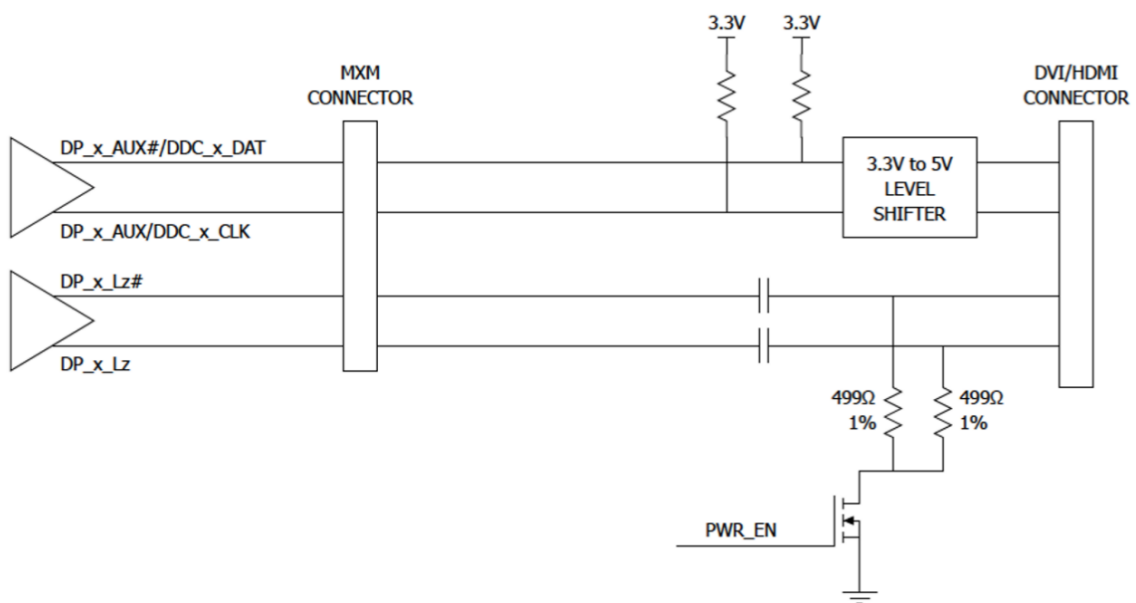 3.3V
3.3V
MXM
CONNECTOR
DVI/HDMI
CONNECTOR
DP_x_AUX#/DDC_x_DAT
3.3V to 5V
LEVEL
SHIFTER
DP_x_AUX/DDC_x_CLK
DP_x_Lz#
DP_x_Lz
499Ω
1%
499Ω
1%
PWR_EN